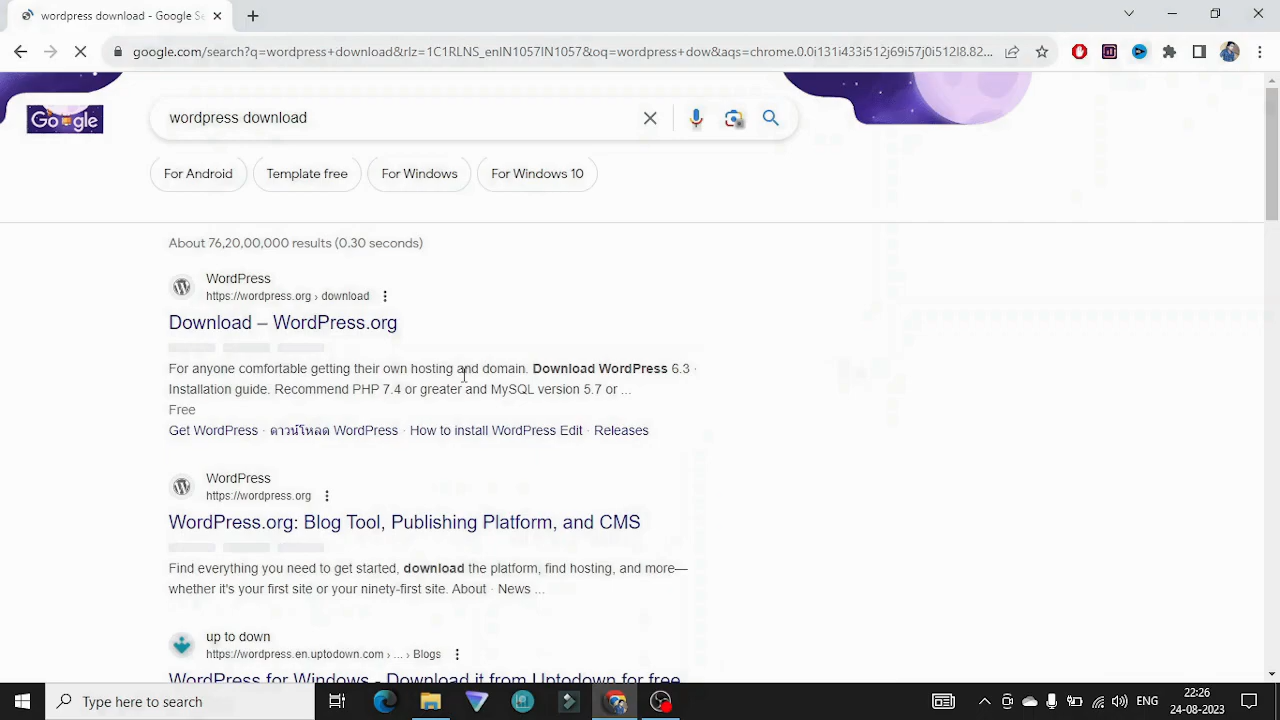 wordpress download - Google Se
google.com/search?q=wordpress+download&rlz=1C1RLNS_enIN1057IN1057&oq=wordpress+dow&aqs=chrome.0.0i131i433i512j69i57j0i512l8.82...
Google
wordpress download
For Android
Template free
For Windows
For Windows 10
About 76,20,00,000 results (0.30 seconds)
WordPress
https://wordpress.org › download
Download – WordPress.org
For anyone comfortable getting their own hosting and domain. Download WordPress 6.3 ·
Installation guide. Recommend PHP 7.4 or greater and MySQL version 5.7 or ...
Free
Get WordPress · ดาวน์โหลด WordPress · How to install WordPress Edit · Releases
WordPress
https://wordpress.org
WordPress.org: Blog Tool, Publishing Platform, and CMS
Find everything you need to get started, download the platform, find hosting, and more—
whether it's your first site or your ninety-first site. About · News ...
up to down
https://wordpress.en.uptodown.com › ... › Blogs
WordPress for Windows - Download it from Uptodown for free
Type here to search
ENG
22:26
24-08-2023